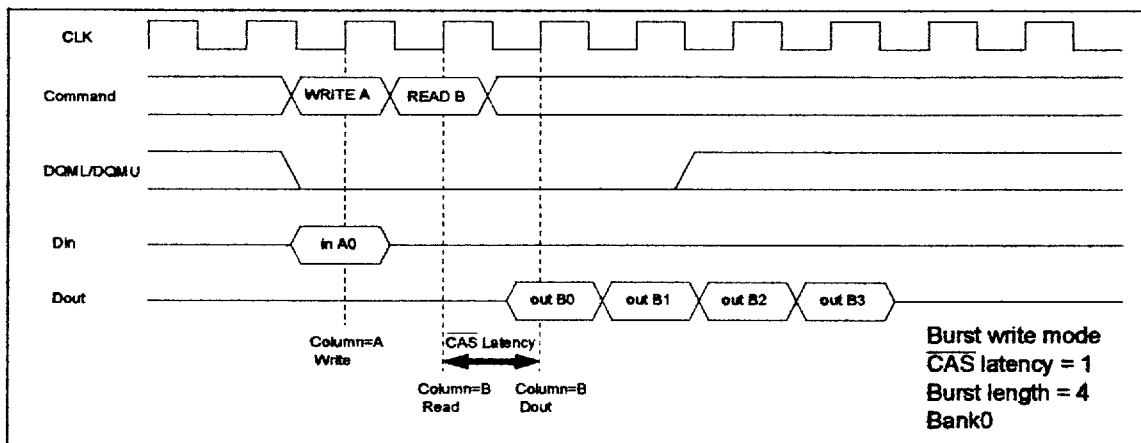 CLK
Command
WRITE A
READ B
DQML/DQMU
Din
in A0
Dout
out B0
out B1
out B2
out B3
Column=A
Write
CAS Latency
Column=B
Read
Column=B
Dout
Burst write mode
CAS latency = 1
Burst length = 4
Bank0